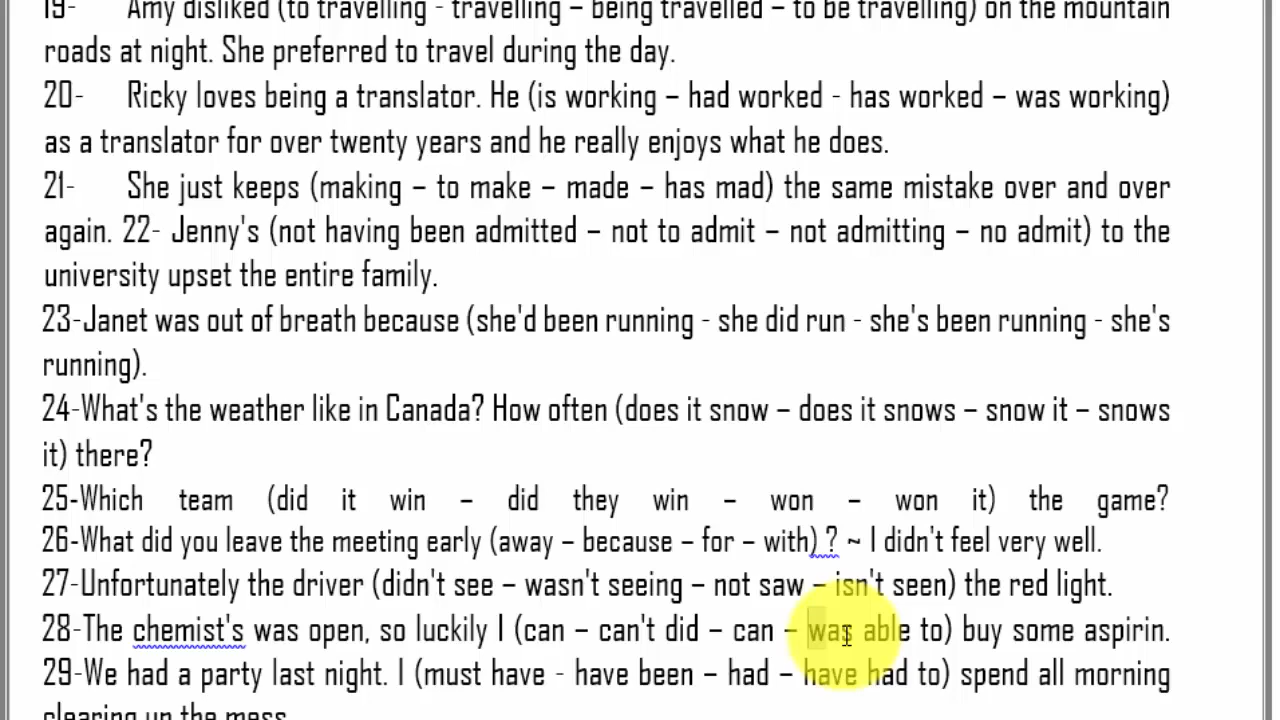 19- Amy disliked (to travelling - travelling – being travelled – to be travelling) on the mountain
roads at night. She preferred to travel during the day.
20- Ricky loves being a translator. He (is working – had worked - has worked – was working)
as a translator for over twenty years and he really enjoys what he does.
21- She just keeps (making – to make – made – has mad) the same mistake over and over
again. 22- Jenny's (not having been admitted – not to admit – not admitting – no admit) to the
university upset the entire family.
23-Janet was out of breath because (she'd been running - she did run - she's been running - she's
running).
24-What's the weather like in Canada? How often (does it snow – does it snows – snow it – snows
it) there?
25-Which team (did it win – did they win – won – won it) the game?
26-What did you leave the meeting early (away – because – for – with) ? ~ I didn't feel very well.
27-Unfortunately the driver (didn't see – wasn't seeing – not saw – isn't seen) the red light.
28-The chemist's was open, so luckily I (can – can't did – can – was able to) buy some aspirin.
29-We had a party last night. I (must have - have been – had – have had to) spend all morning
clearing up the mess